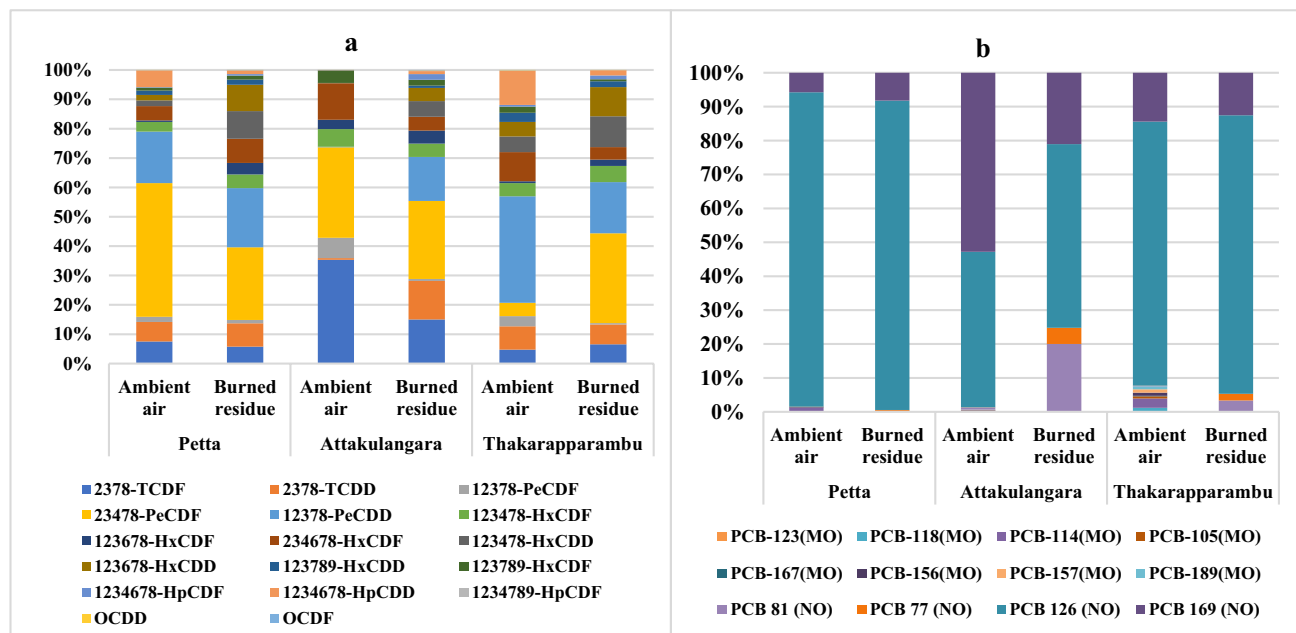 a
100%
90%
80%
70%
60%
50%
40%
30%
20%
10%
0%
Ambient air
Burned residue
Ambient air
Burned residue
Ambient air
Burned residue
Petta
Attakulangara
Thakarapparambu
2378-TCDF
2378-TCDD
12378-PeCDF
23478-PeCDF
12378-PeCDD
123478-HxCDF
123678-HxCDF
234678-HxCDF
123478-HxCDD
123678-HxCDD
123789-HxCDD
123789-HxCDF
1234678-HpCDF
1234678-HpCDD
1234789-HpCDF
OCDD
OCDF
b
100%
90%
80%
70%
60%
50%
40%
30%
20%
10%
0%
Ambient air
Burned residue
Ambient air
Burned residue
Ambient air
Burned residue
Petta
Attakulangara
Thakarapparambu
PCB-123(MO)
PCB-118(MO)
PCB-114(MO)
PCB-105(MO)
PCB-167(MO)
PCB-156(MO)
PCB-157(MO)
PCB-189(MO)
PCB 81 (NO)
PCB 77 (NO)
PCB 126 (NO)
PCB 169 (NO)